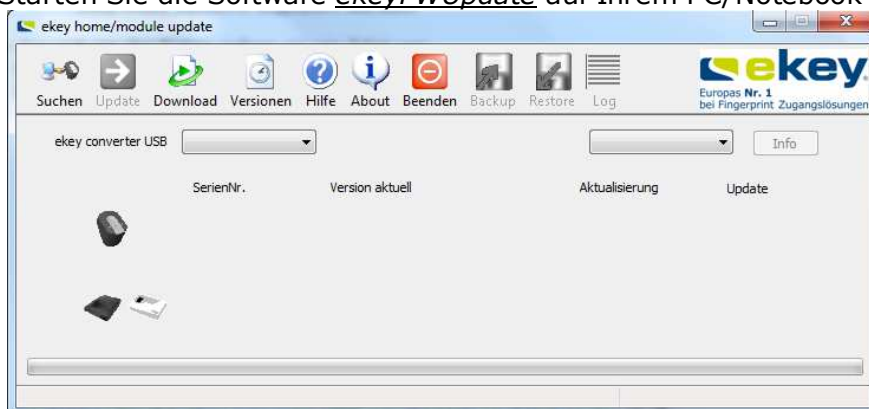 Starten Sie die Software ekeyFWUpdate auf Ihrem PC/Notebook
ekey home/module update
Suchen Update Download Versionen Hilfe About Beenden Backup Restore Log
ekey
Europas Nr. 1
bei Fingerprint Zugangslösungen
ekey converter USB Info
SerienNr. Version aktuell Aktualisierung Update